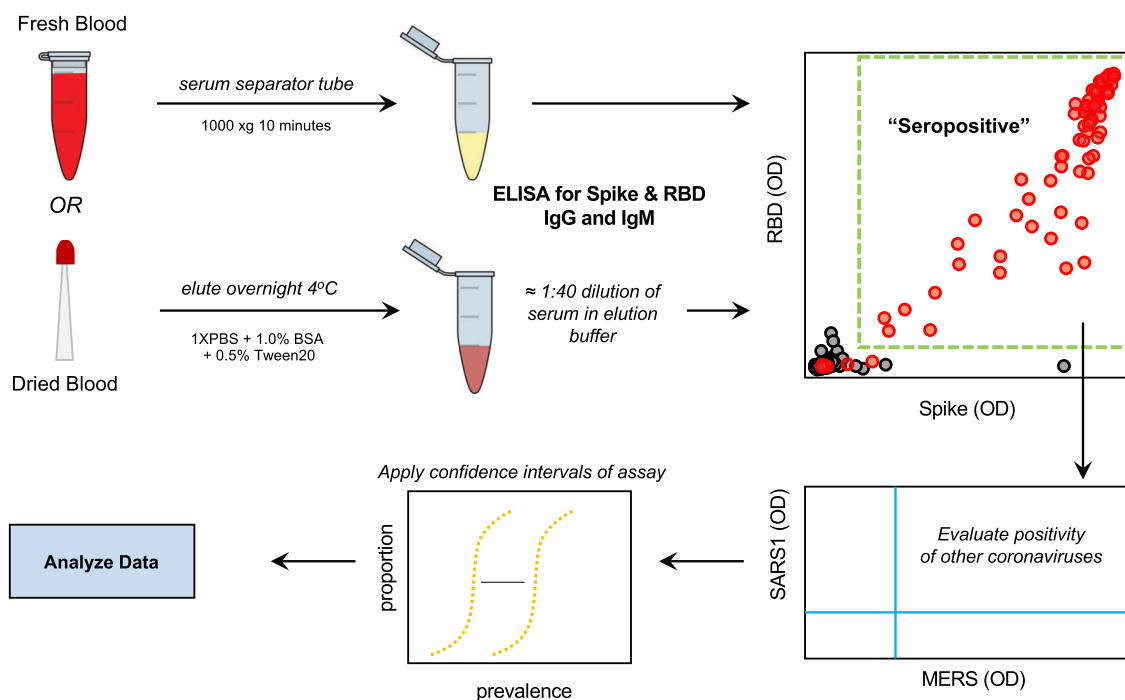 Fresh Blood
serum separator tube
1000 xg 10 minutes
OR
ELISA for Spike & RBD
IgG and IgM
elute overnight 4°C
1XPBS + 1.0% BSA
+ 0.5% Tween20
≈ 1:40 dilution of
serum in elution
buffer
Dried Blood
"Seropositive"
RBD (OD)
Spike (OD)
Evaluate positivity
of other coronaviruses
SARS1 (OD)
MERS (OD)
Apply confidence intervals of assay
proportion
prevalence
Analyze Data